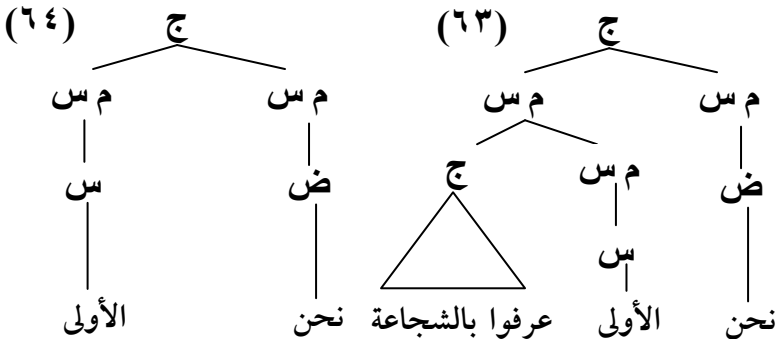 (٦٣) ج ج (٦٤)
م س م س م س م س
ض م س ج ض س
س
نحن الأولى عرفوا بالشجاعة نحن الأولى